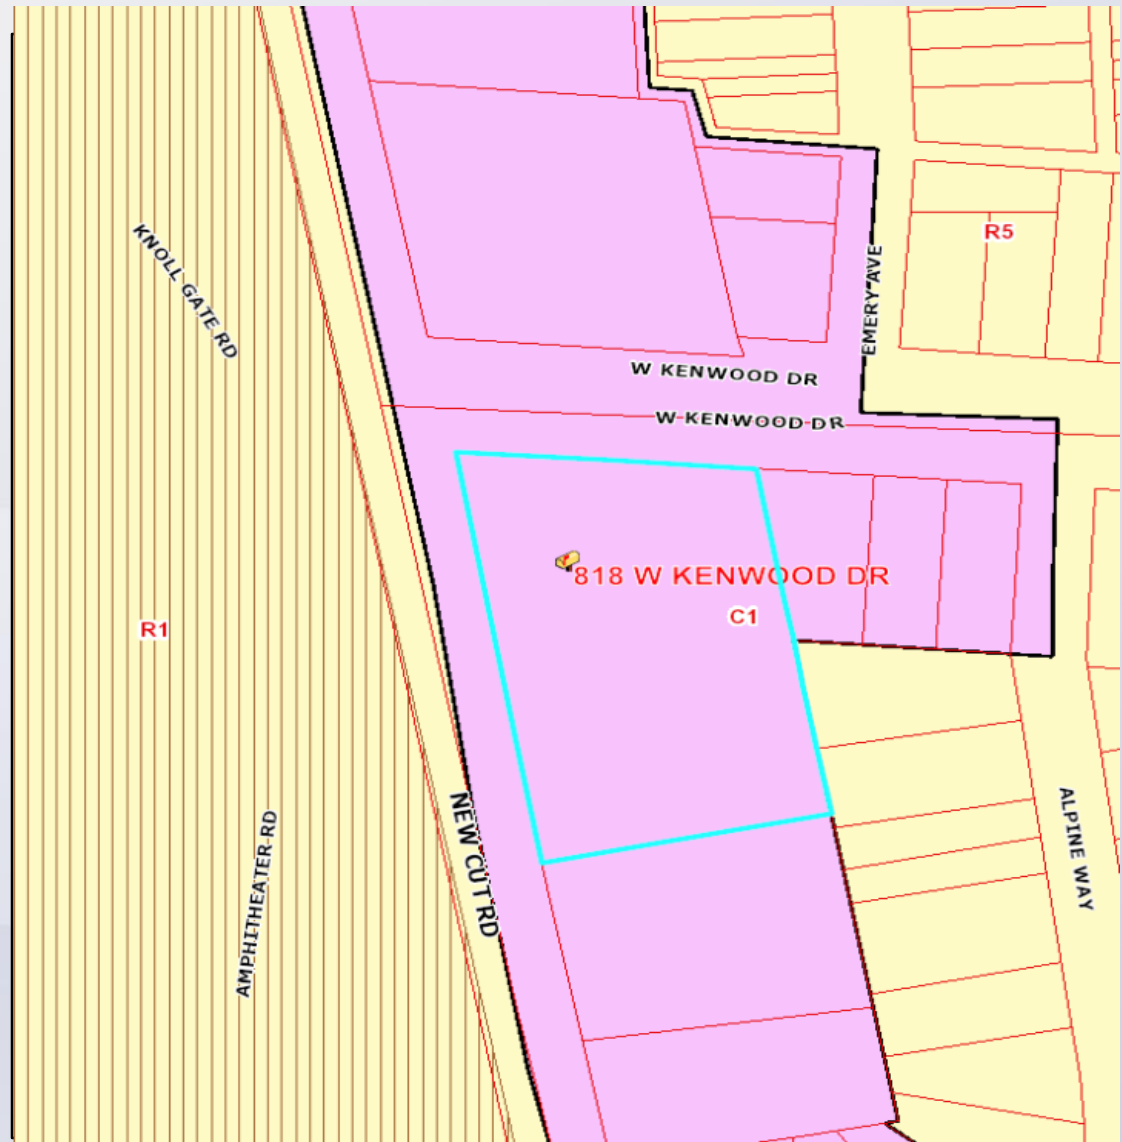 KNOLL GATE RD
R5
EMERY AVE
W KENWOOD DR
W KENWOOD DR
818 W KENWOOD DR
C1
R1
NEW CUT RD
ALPINE WAY
AMPHITHEATER RD